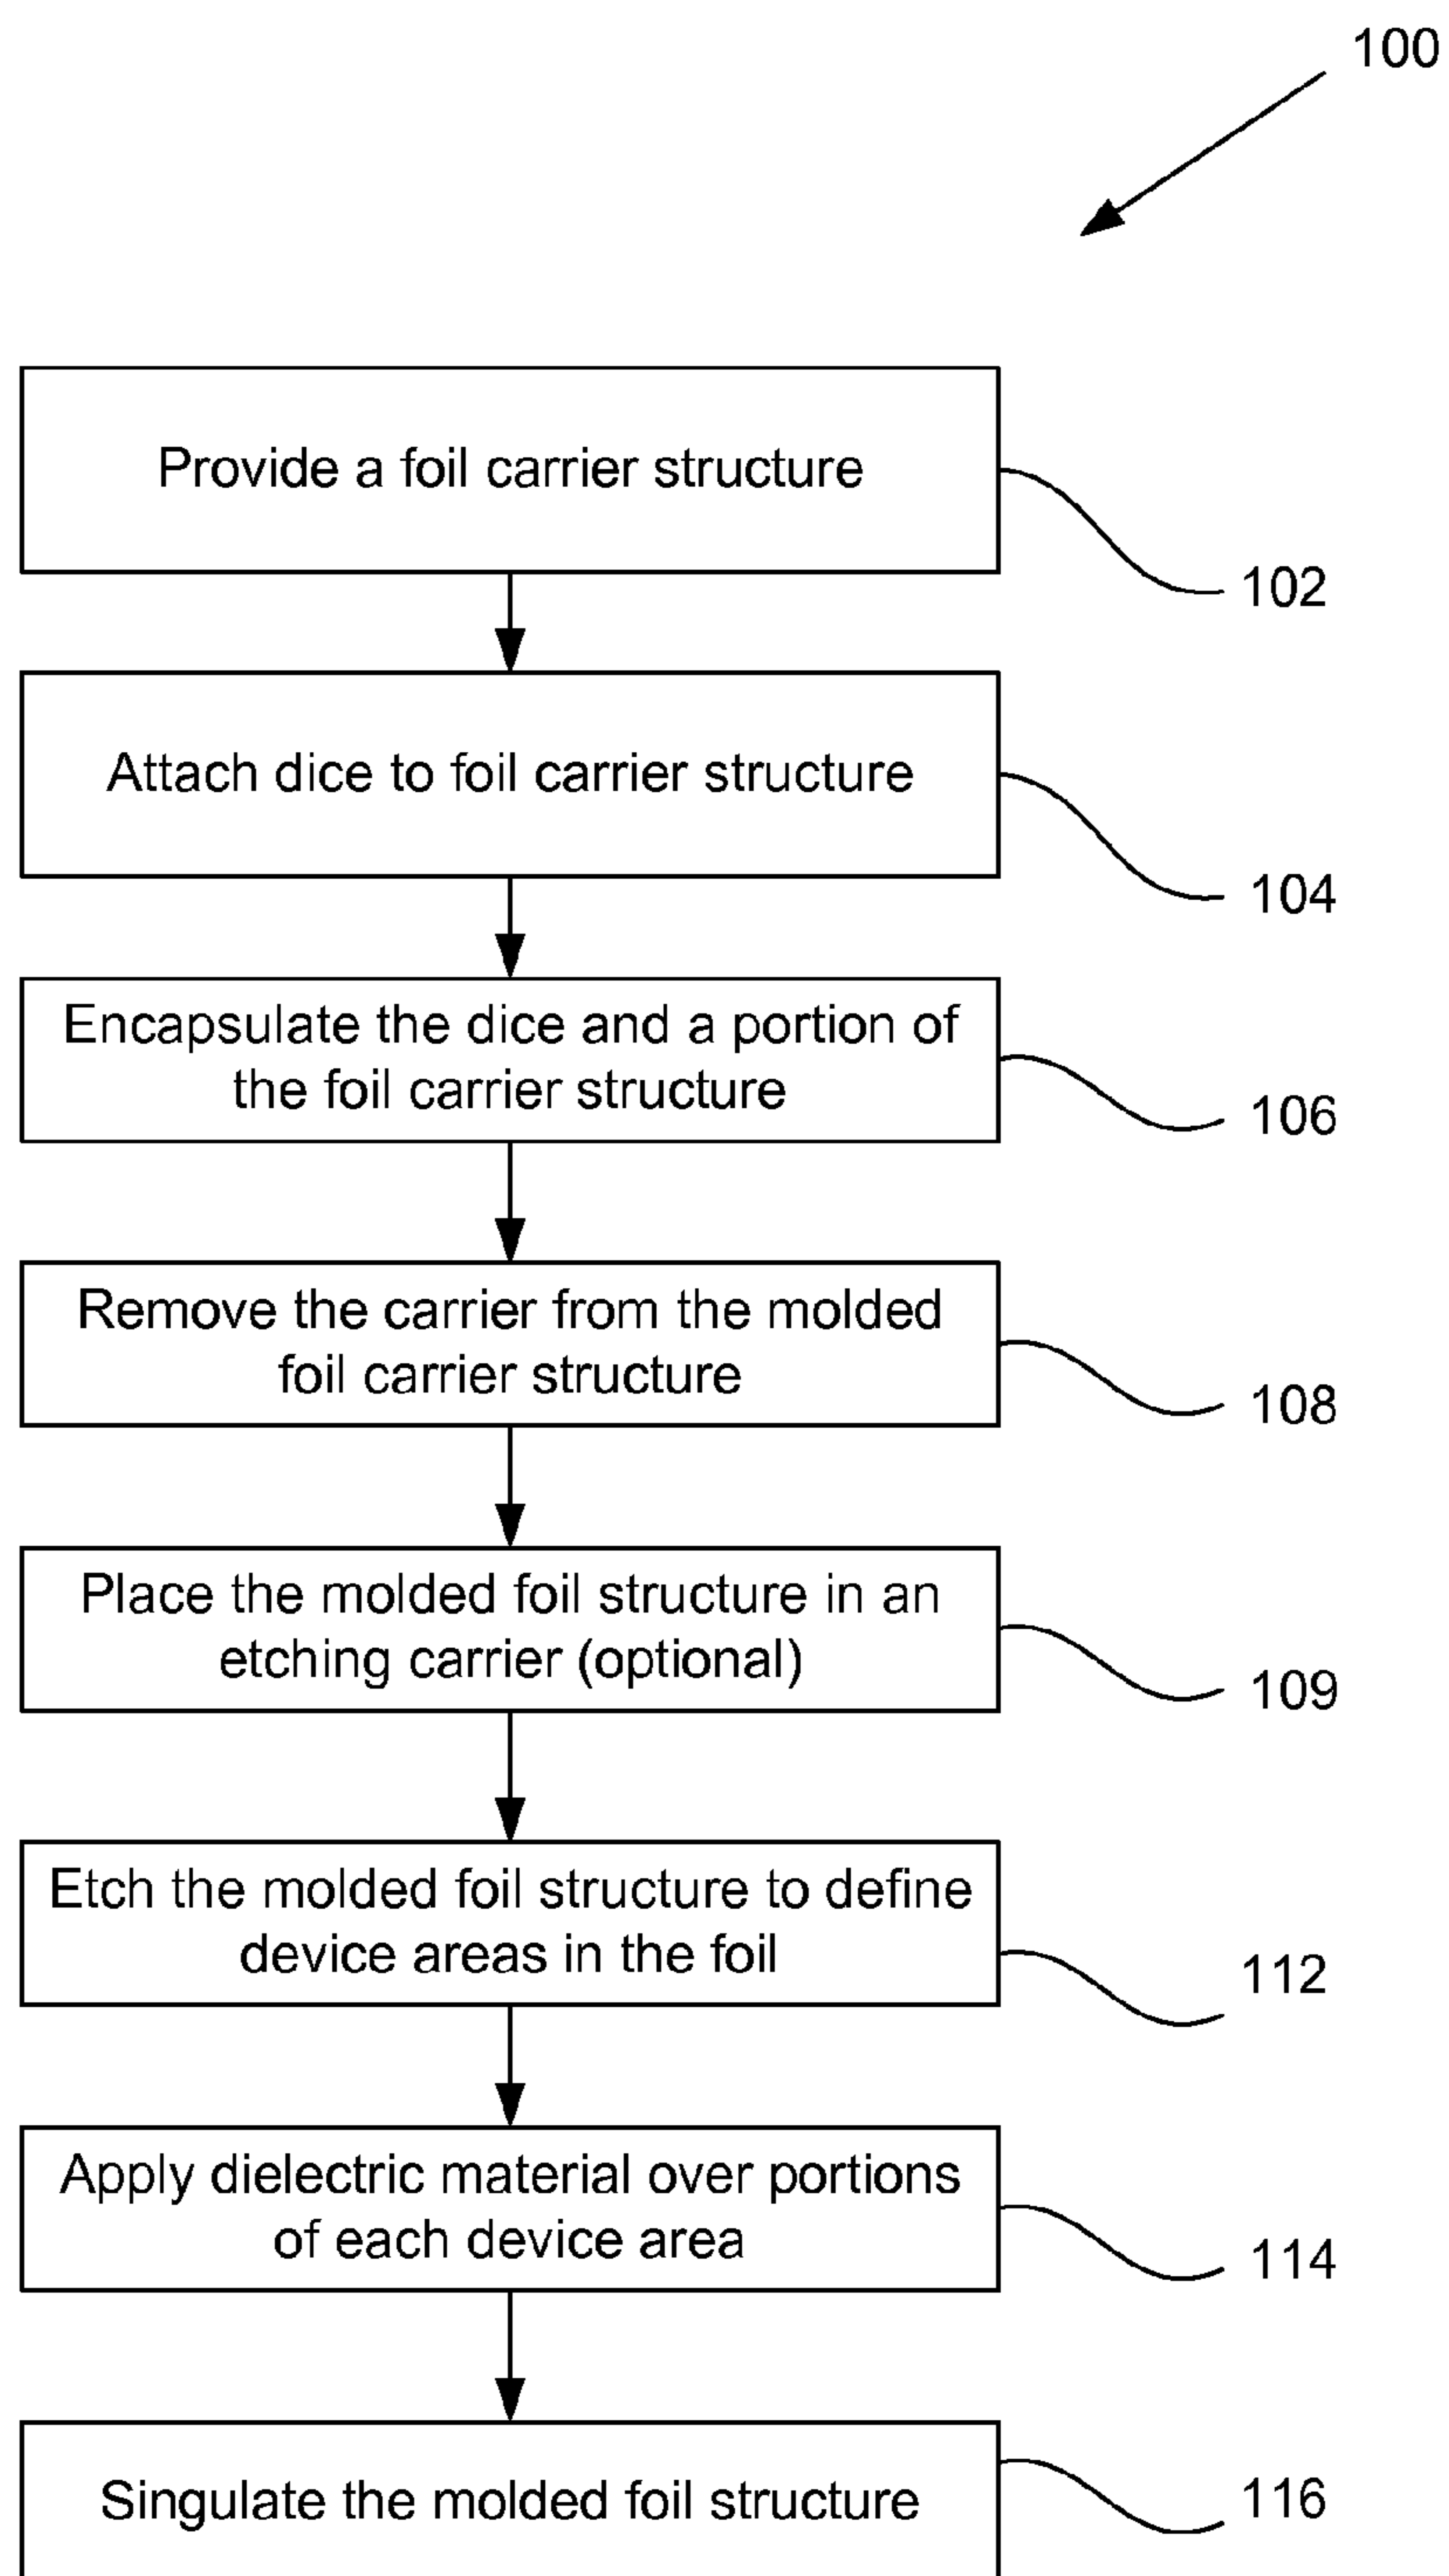 100
Provide a foil carrier structure
102
Attach dice to foil carrier structure
104
Encapsulate the dice and a portion of
the foil carrier structure
106
Remove the carrier from the molded
foil carrier structure
108
Place the molded foil structure in an
etching carrier (optional)
109
Etch the molded foil structure to define
device areas in the foil
112
Apply dielectric material over portions
of each device area
114
Singulate the molded foil structure
116